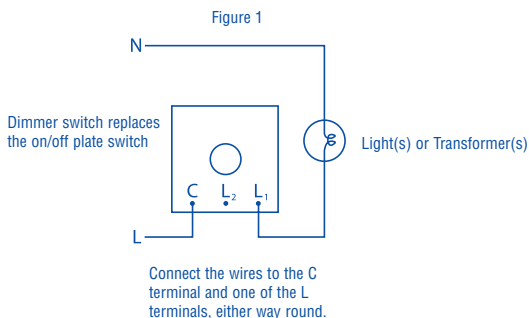 Figure 1
N
Dimmer switch replaces
the on/off plate switch
Light(s) or Transformer(s)
C L₂ L₁
L
Connect the wires to the C
terminal and one of the L
terminals, either way round.